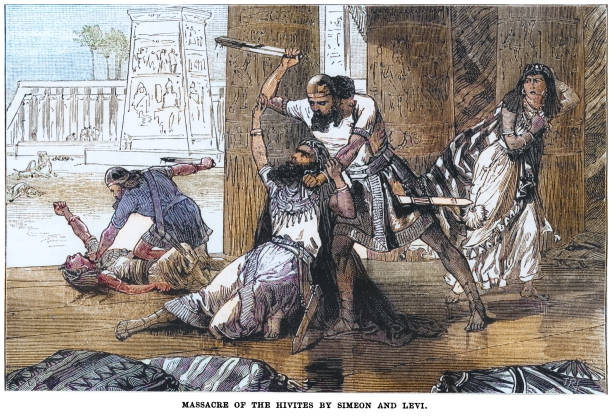 MASSACRE OF THE HIVITES BY SIMEON AND LEVI.